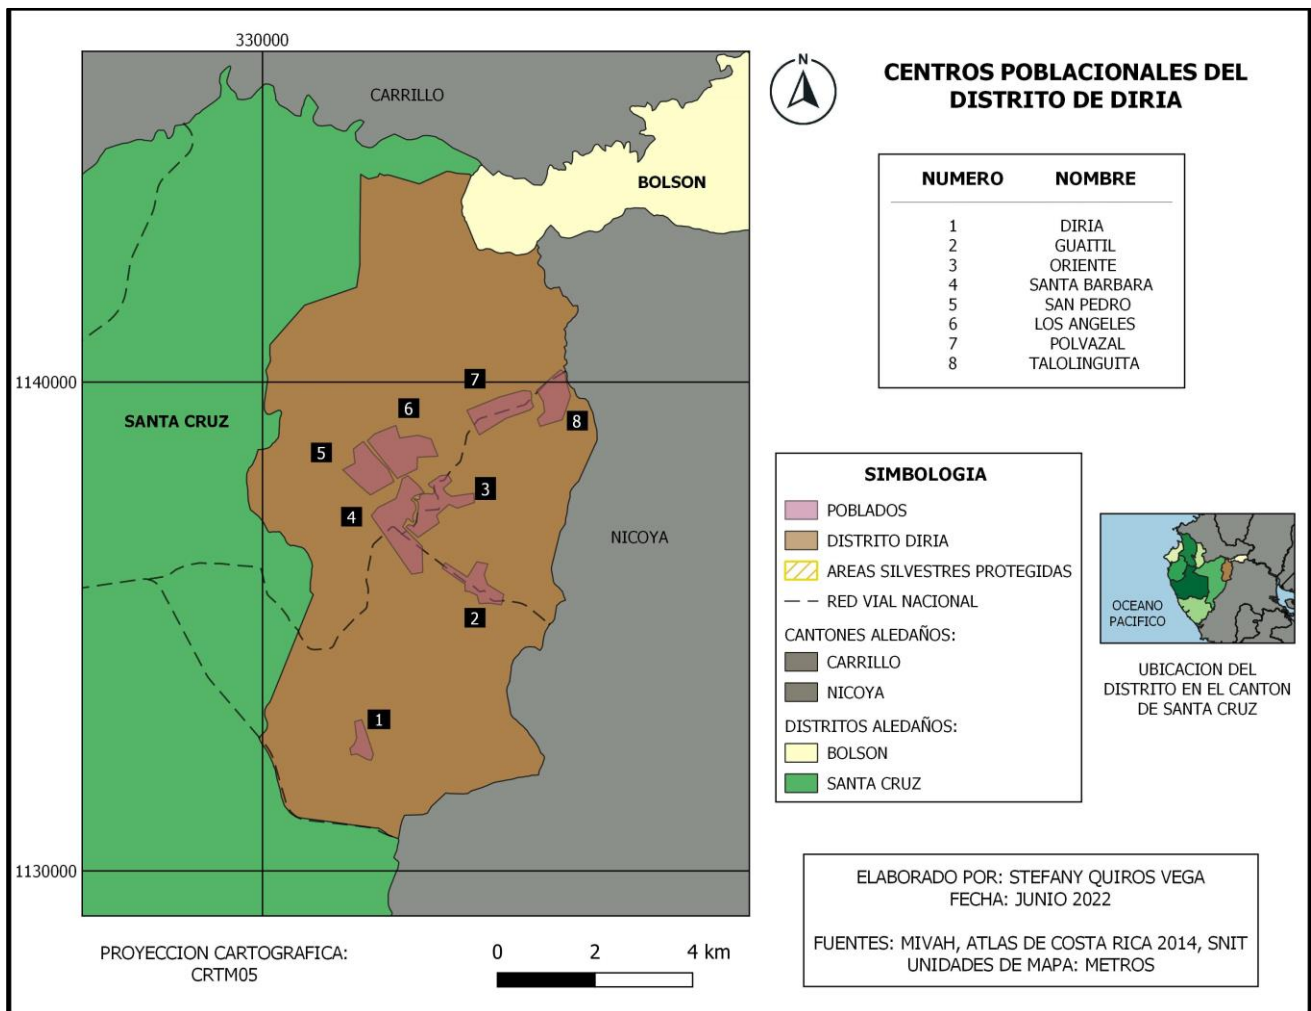 330000
CARRILLO
BOLSON
1140000
7
6
SANTA CRUZ
8
5
3
4
NICOYA
2
1
1130000
PROYECCION CARTOGRAFICA:
CRTM05
0 2 4 km
N
CENTROS POBLACIONALES DEL
DISTRITO DE DIRIA
NUMERO NOMBRE
1 DIRIA
2 GUAITIL
3 ORIENTE
4 SANTA BARBARA
5 SAN PEDRO
6 LOS ANGELES
7 POLVAZAL
8 TALOLINGUITA
SIMBOLOGIA
POBLADOS
DISTRITO DIRIA
AREAS SILVESTRES PROTEGIDAS
RED VIAL NACIONAL
CANTONES ALEDAÑOS:
CARRILLO
NICOYA
DISTRITOS ALEDAÑOS:
BOLSON
SANTA CRUZ
OCEANO
PACIFICO
UBICACION DEL
DISTRITO EN EL CANTON
DE SANTA CRUZ
ELABORADO POR: STEFANY QUIROS VEGA
FECHA: JUNIO 2022
FUENTES: MIVAH, ATLAS DE COSTA RICA 2014, SNIT
UNIDADES DE MAPA: METROS